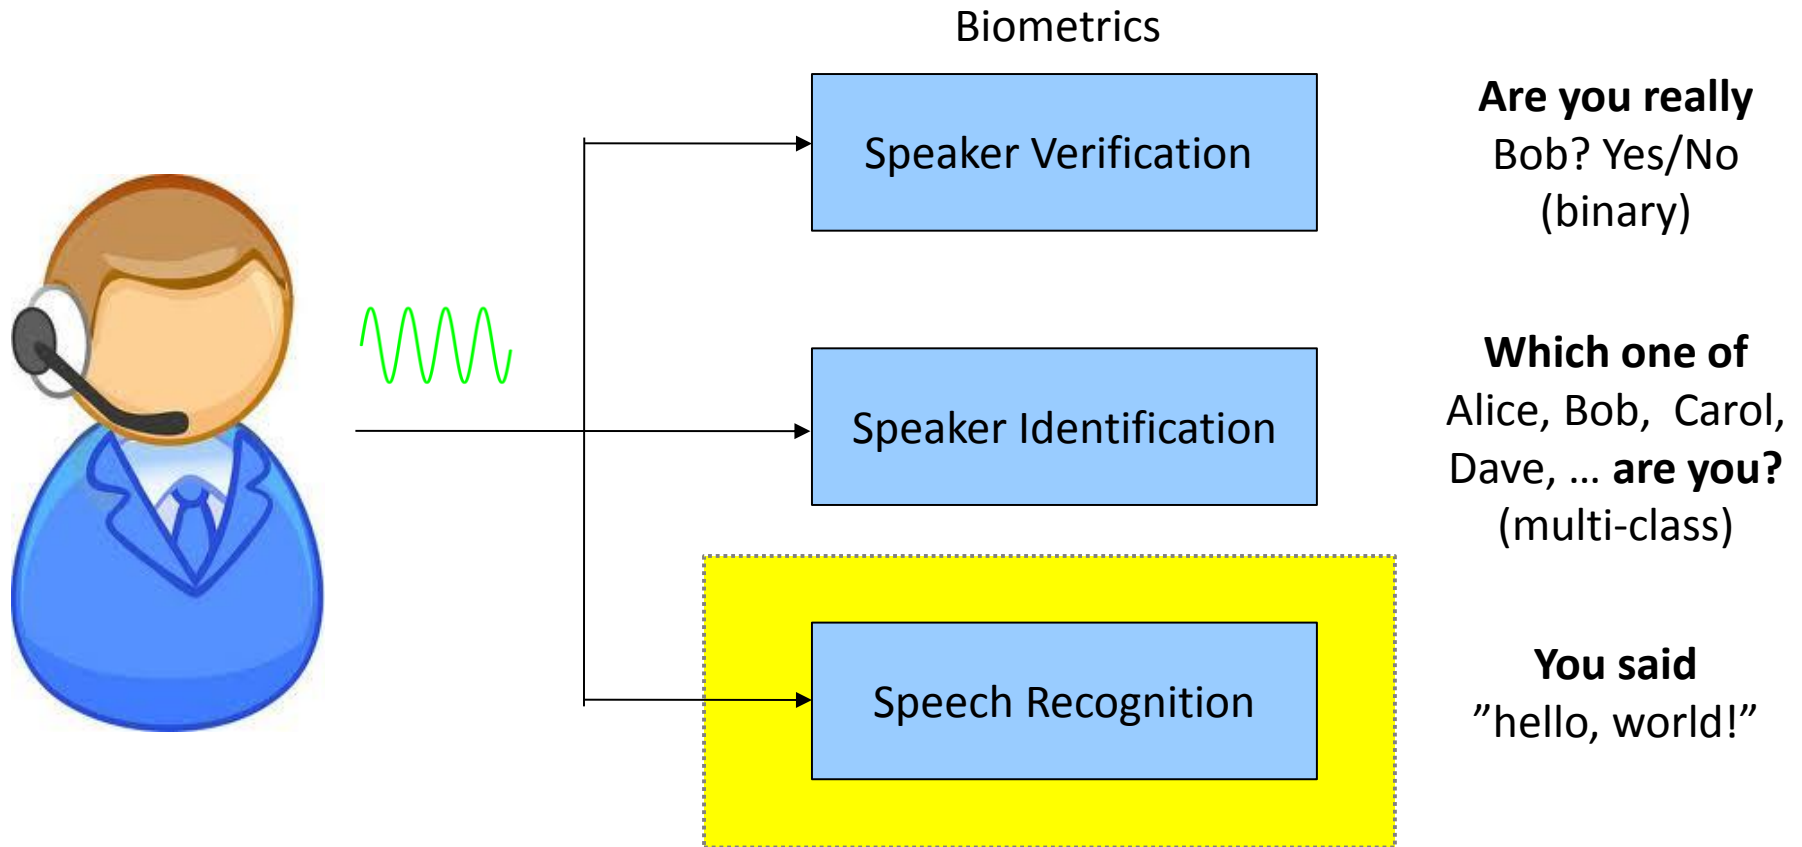 Biometrics
Speaker Verification
Are you really
Bob? Yes/No
(binary)
Speaker Identification
Which one of
Alice, Bob,  Carol,
Dave, ... are you?
(multi-class)
Speech Recognition
You said
”hello, world!”